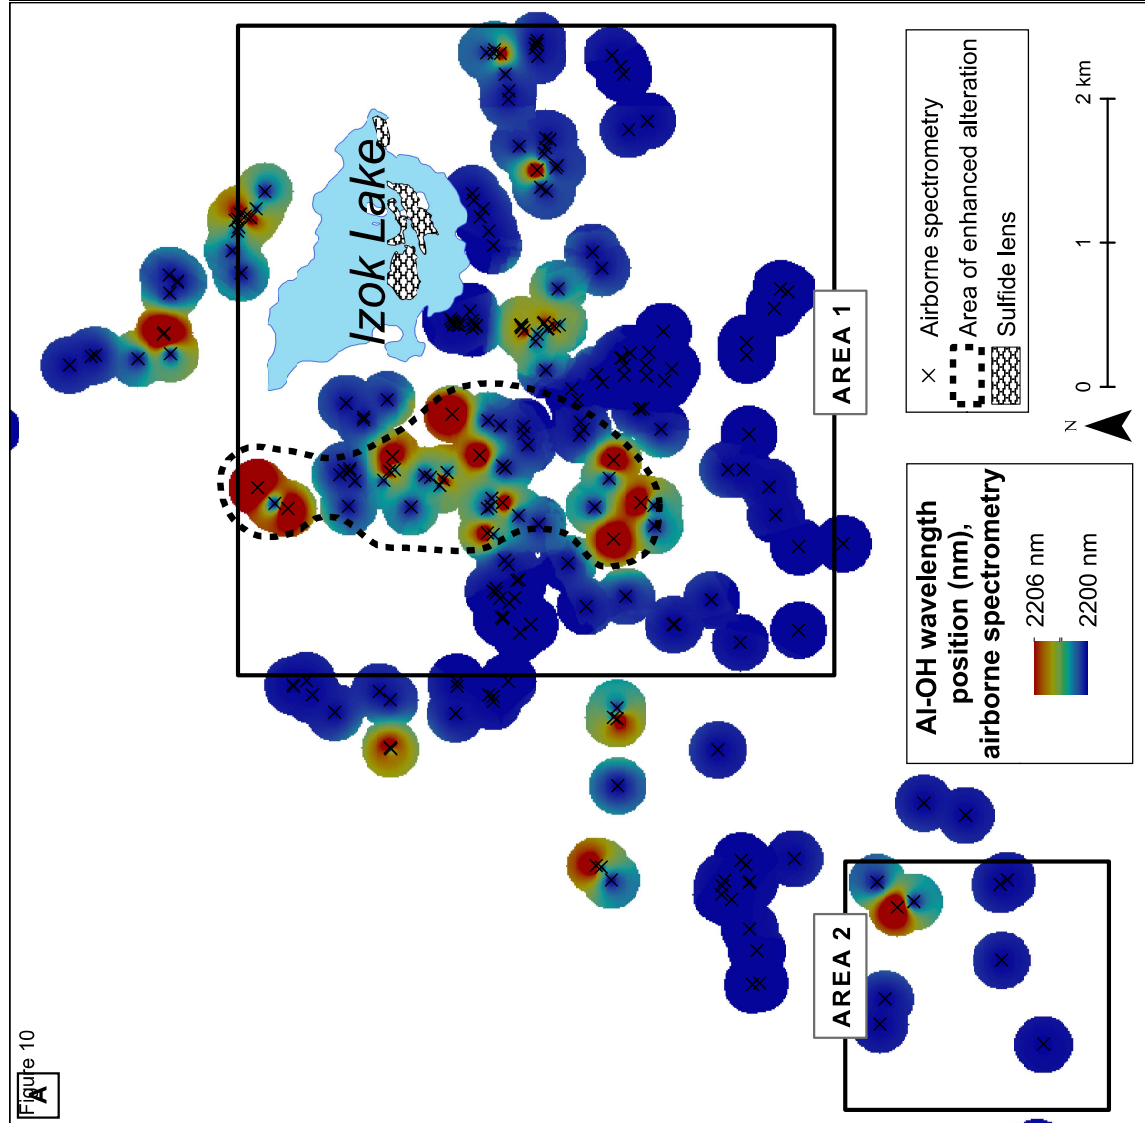 Figure 10
A
Izok Lake
AREA 1
AREA 2
Airborne spectrometry
Area of enhanced alteration
Sulfide lens
0
1
2 km
N
Al-OH wavelength
position (nm),
airborne spectrometry
2206 nm
2200 nm